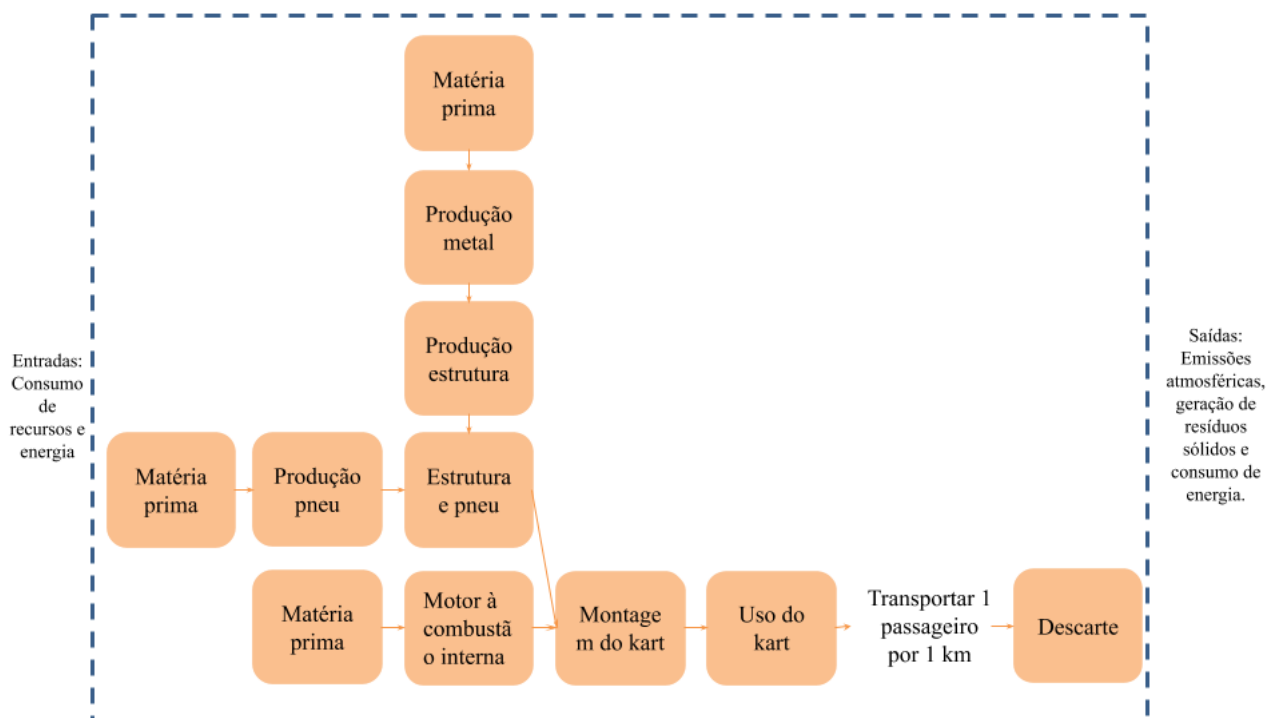 Matéria
prima
Produção
metal
Produção
estrutura
Entradas:
Consumo
de
recursos e
energia
Saídas:
Emissões
atmosféricas,
geração de
resíduos
sólidos e
consumo de
energia.
Matéria
prima
Produção
pneu
Estrutura
e pneu
Matéria
prima
Motor à
combustã
o interna
Montage
m do kart
Uso do
kart
Transportar 1
passageiro
por 1 km
Descarte